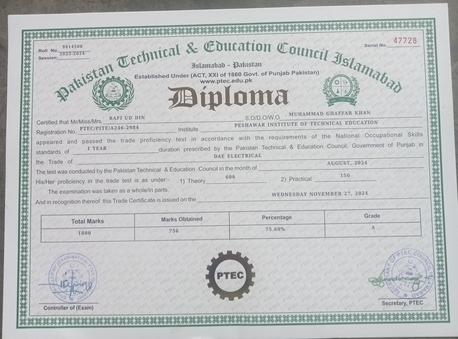 Roll No. 9014500
Session: 2023-2024
Serial No. 47728
Pakistan Technical & Education Council Islamabad
Islamabad - Pakistan
Established Under (ACT, XXI of 1860 Govt. of Punjab Pakistan)
www.ptec.edu.pk
Diploma
Certified that Mr/Miss/Mrs. RAFI UD DIN S.O/D.O/W.O. MUHAMMAD GHAFFAR KHAN
Registration No. PTEC/PITE/A246-2984 Institute PESHAWAR INSTITUTE OF TECHNICAL EDUCATION
appeared and passed the trade proficiency test in accordance with the requirements of the National Occupational Skills
standards of 1 YEAR duration prescribed by the Pakistan Technical & Education Council, Government of Punjab in
the Trade of DAE ELECTRICAL
The test was conducted by the Pakistan Technical & Education Council in the month of AUGUST, 2024
His/Her proficiency in the trade test is as under:- 1) Theory 606 2) Practical 150
The examination was taken as a whole/in parts.
And in recognition thereof this Trade Certificate is issued on the WEDNESDAY NOVEMBER 27, 2024
Total Marks Marks Obtained Percentage Grade
1000 756 75.60% A
PTEC
Controller of (Exam)
Secretary, PTEC